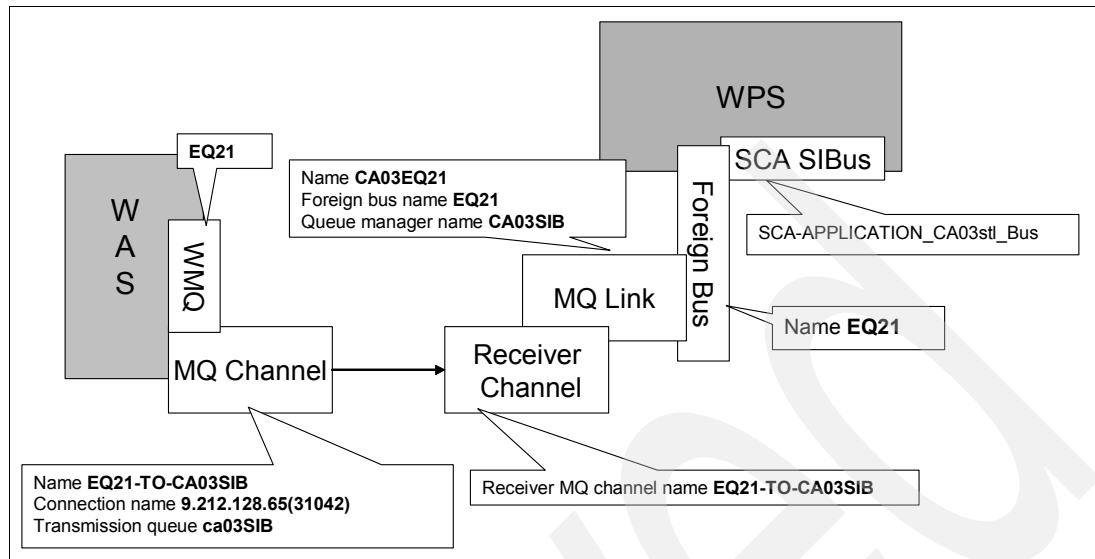 WPS
EQ21
SCA SIBus
Name CA03EQ21
Foreign bus name EQ21
Queue manager name CA03SIB
WAS
WMQ
Foreign Bus
SCA-APPLICATION_CA03stl_Bus
MQ Link
Name EQ21
MQ Channel
Receiver
Channel
Name EQ21-TO-CA03SIB
Connection name 9.212.128.65(31042)
Transmission queue ca03SIB
Receiver MQ channel name EQ21-TO-CA03SIB